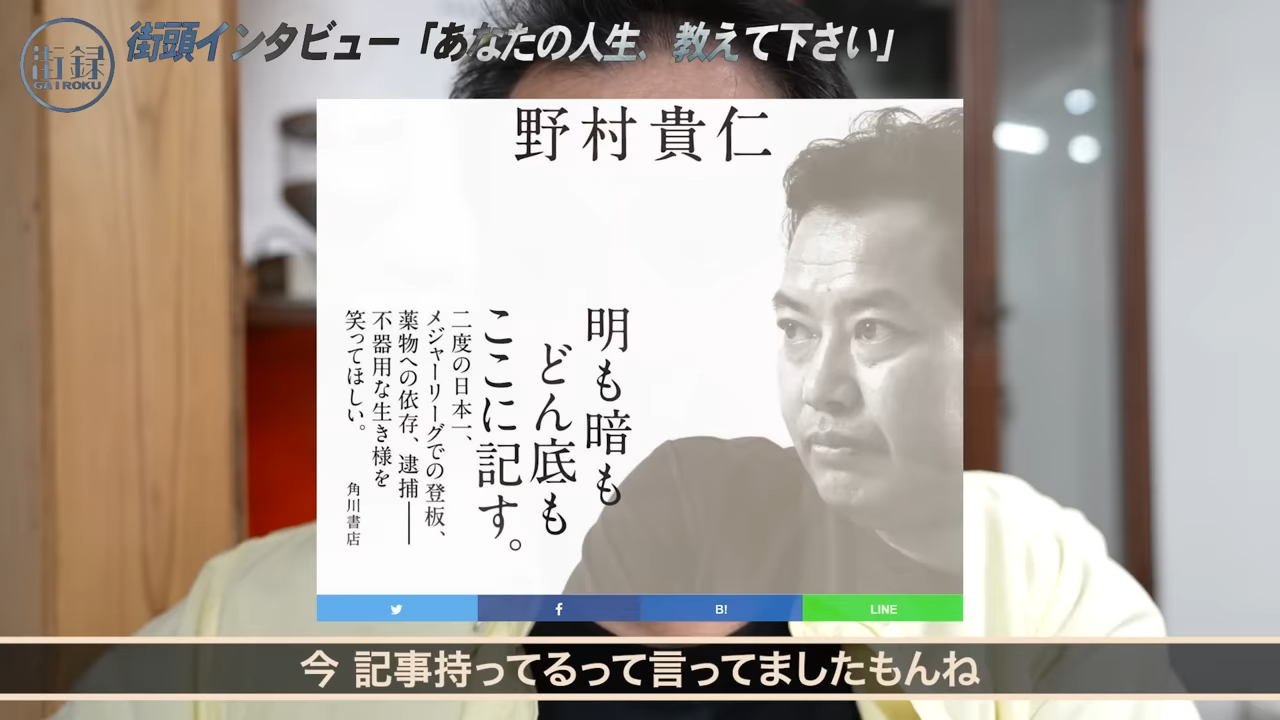 街録
GAIROKU
街頭インタビュー「あなたの人生、教えて下さい」
野村貴仁
明も暗も
どん底も
ここに記す。
二度の日本一、
メジャーリーグでの登板、
薬物への依存、逮捕――
不器用な生き様を
笑ってほしい。
角川書店
B!
LINE
今 記事持ってるって言ってましたもんね